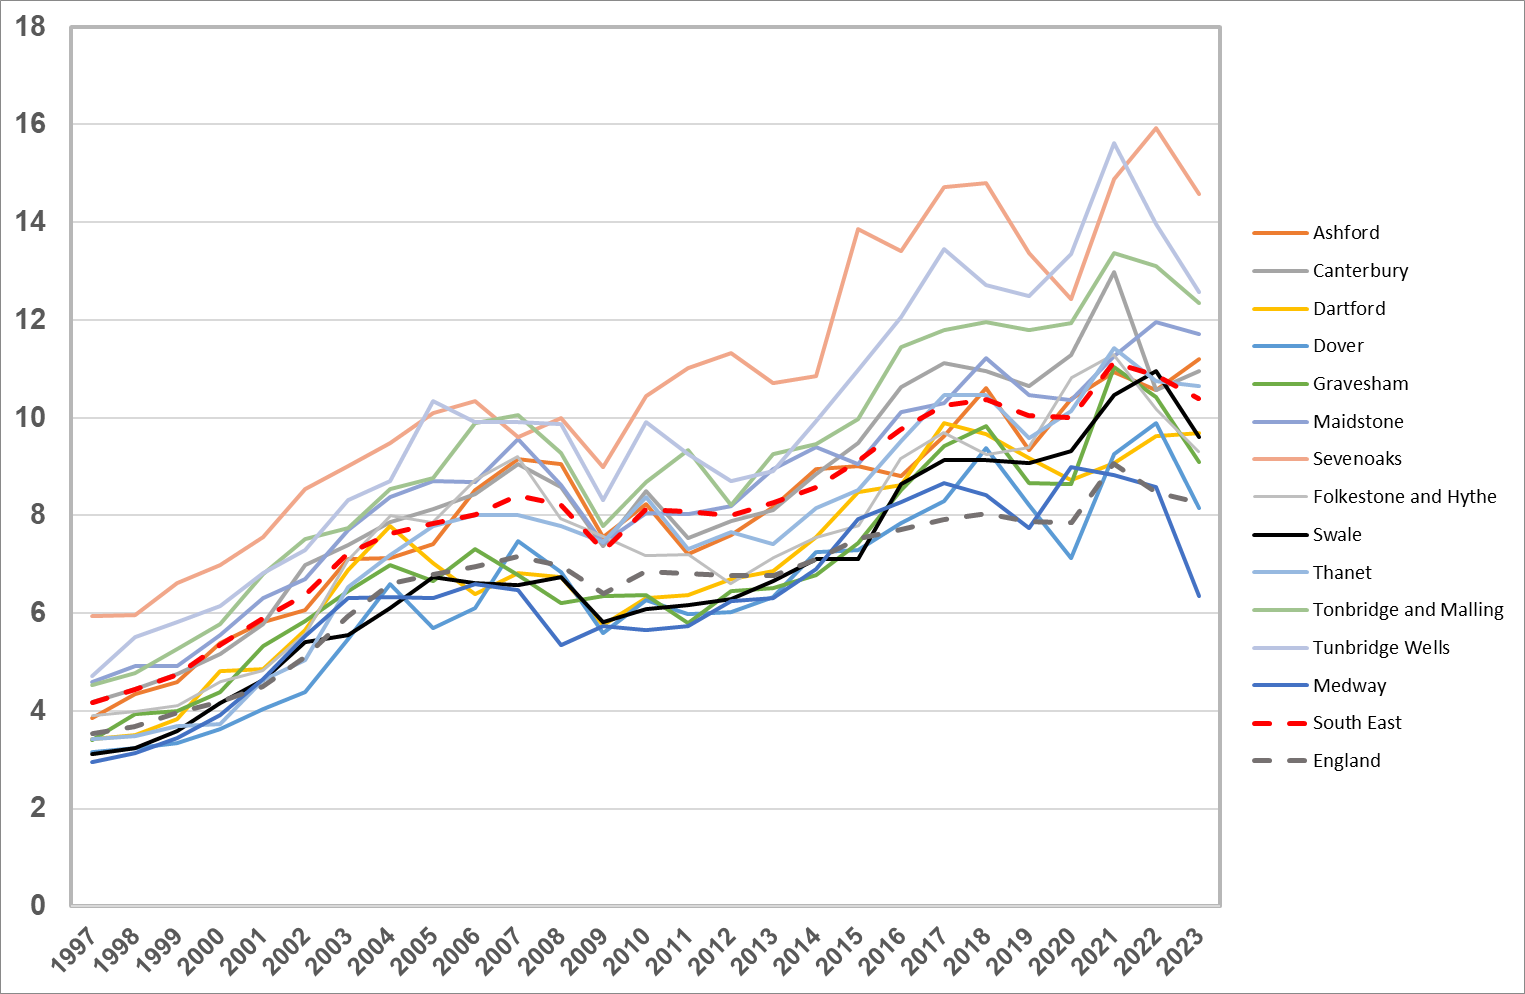 18
16
14
12
10
8
6
4
2
0
1997 1998 1999 2000 2001 2002 2003 2004 2005 2006 2007 2008 2009 2010 2011 2012 2013 2014 2015 2016 2017 2018 2019 2020 2021 2022 2023
Ashford
Canterbury
Dartford
Dover
Gravesham
Maidstone
Sevenoaks
Folkestone and Hythe
Swale
Thanet
Tonbridge and Malling
Tunbridge Wells
Medway
South East
England